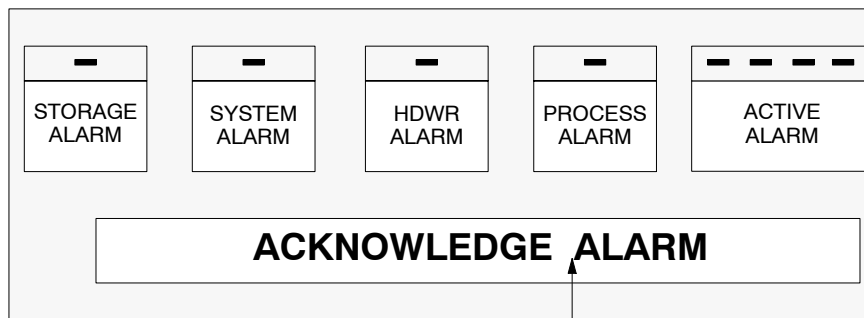 STORAGE ALARM
SYSTEM ALARM
HDWR ALARM
PROCESS ALARM
ACTIVE ALARM
ACKNOWLEDGE ALARM